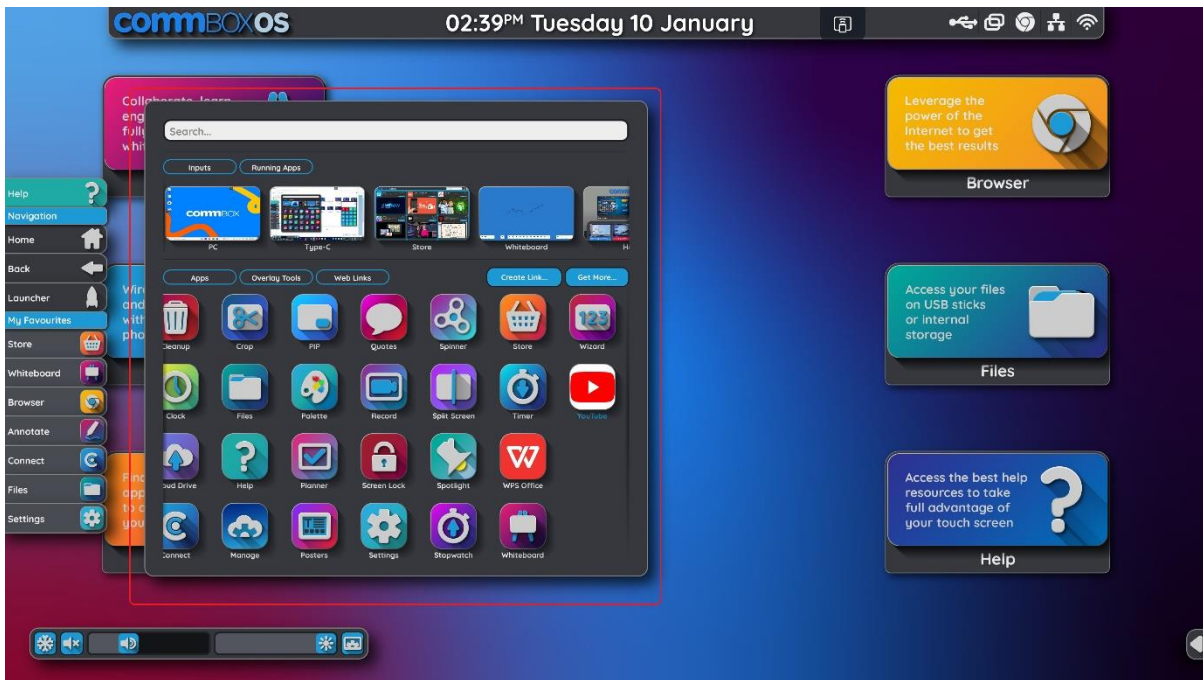 commBOXOS
02:39PM Tuesday 10 January
Help
Navigation
Home
Back
Launcher
My Favourites
Store
Whiteboard
Browser
Annotate
Connect
Files
Settings
Search...
Inputs Running Apps
commBOX
PC Type-C Store Whiteboard
Apps Overlay Tools Web Links Create Link... Get More...
Cleanup Crop PIP Quotes Spinner Store Wizard
123
Clock Files Palette Record Split Screen Timer YouTube
oud Drive Help Planner Screen Lock Spotlight WPS Office
Connect Manage Posters Settings Stopwatch Whiteboard
Leverage the
power of the
Internet to get
the best results
Browser
Access your files
on USB sticks
or internal
storage
Files
Access the best help
resources to take
full advantage of
your touch screen
Help